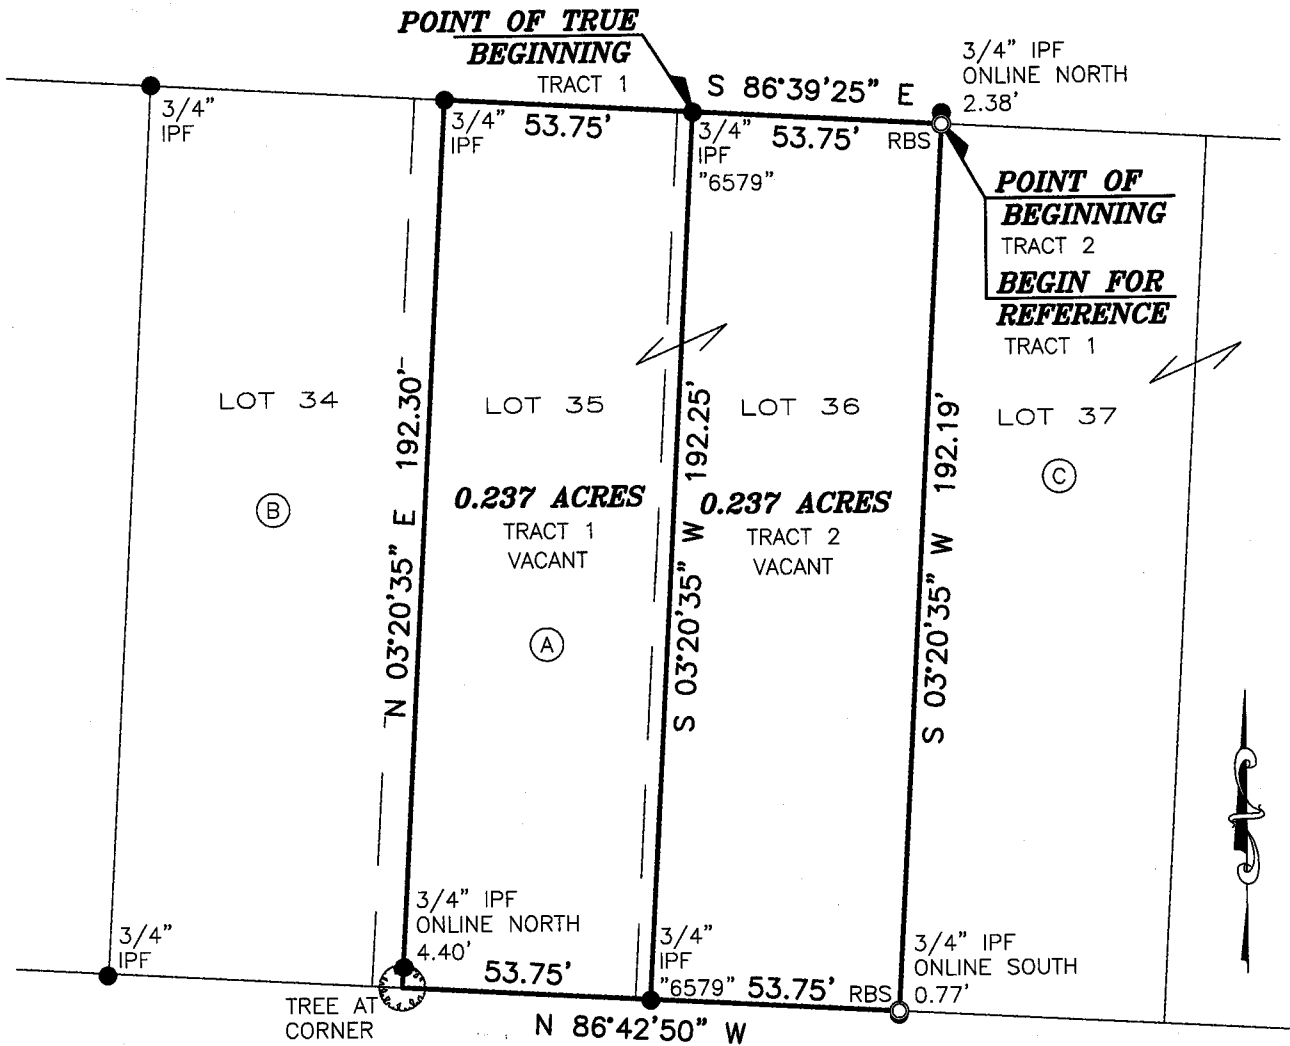 POINT OF TRUE
BEGINNING
TRACT 1
S 86°39'25" E
3/4" IPF
ONLINE NORTH
2.38'
3/4"
IPF
3/4"
IPF
53.75'
3/4"
IPF
"6579"
53.75'
RBS
POINT OF
BEGINNING
TRACT 2
BEGIN FOR
REFERENCE
TRACT 1
LOT 34
LOT 35
LOT 36
LOT 37
N 03°20'35" E 192.30'
S 03°20'35" W 192.25'
S 03°20'35" W 192.19'
B
0.237 ACRES
TRACT 1
VACANT
A
0.237 ACRES
TRACT 2
VACANT
C
3/4"
IPF
3/4" IPF
ONLINE NORTH
4.40'
TREE AT
CORNER
53.75'
3/4"
IPF
"6579"
53.75'
RBS
3/4" IPF
ONLINE SOUTH
0.77'
N 86°42'50" W